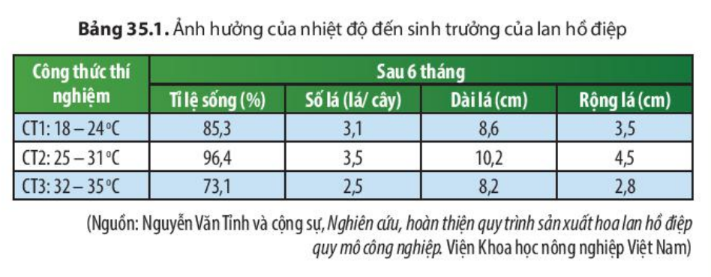 Bảng 35.1. Ảnh hưởng của nhiệt độ đến sinh trưởng của lan hồ điệp
Công thức thí nghiệm Sau 6 tháng
Tỉ lệ sống (%) Số lá (lá/ cây) Dài lá (cm) Rộng lá (cm)
CT1: 18 – 24°C 85,3 3,1 8,6 3,5
CT2: 25 – 31°C 96,4 3,5 10,2 4,5
CT3: 32 – 35°C 73,1 2,5 8,2 2,8
(Nguồn: Nguyễn Văn Tỉnh và cộng sự, Nghiên cứu, hoàn thiện quy trình sản xuất hoa lan hồ điệp
quy mô công nghiệp. Viện Khoa học nông nghiệp Việt Nam)